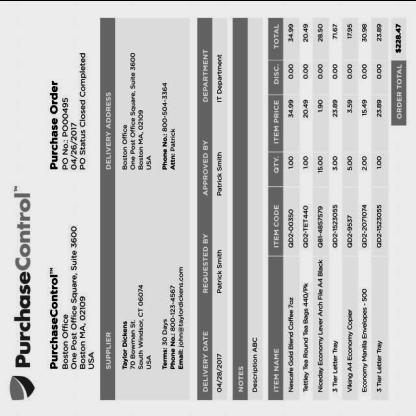 PurchaseControl™
PurchaseControl™
Boston Office
One Post Office Square, Suite 3600
Boston MA, 02109
USA
Purchase Order
PO No.: PO00495
04/26/2017
PO Status Closed Completed
SUPPLIER
DELIVERY ADDRESS
Taylor Dickens
70 Bowman St.
South Windsor, CT 06074
USA
Terms: 30 Days
Phone No.: 800-123-4567
Email: john@taylordickens.com
Boston Office
One Post Office Square, Suite 3600
Boston MA, 02109
USA
Phone No.: 800-504-3364
Attn: Patrick
DELIVERY DATE REQUESTED BY APPROVED BY DEPARTMENT
04/28/2017 Patrick Smith Patrick Smith IT Department
NOTES
Description ABC
ITEM NAME ITEM CODE QTY. ITEM PRICE DISC. TOTAL
Nescafe Gold Blend Coffee 7oz QD2-00350 1.00 34.99 0.00 34.99
Tettley Tea Round Tea Bags 440/Pk QD2-TET440 1.00 20.49 0.00 20.49
Niceday Economy Lever Arch File A4 Black QB1-4857579 15.00 1.90 0.00 28.50
3 Tier Letter Tray QD2-1523055 3.00 23.89 0.00 71.67
Viking A4 Economy Copier QD2-9537 5.00 3.59 0.00 17.95
Economy Manila Envelopes - 500 QD2-2071074 2.00 15.49 0.00 30.98
3 Tier Letter Tray QD2-1523055 1.00 23.89 0.00 23.89
ORDER TOTAL $228.47